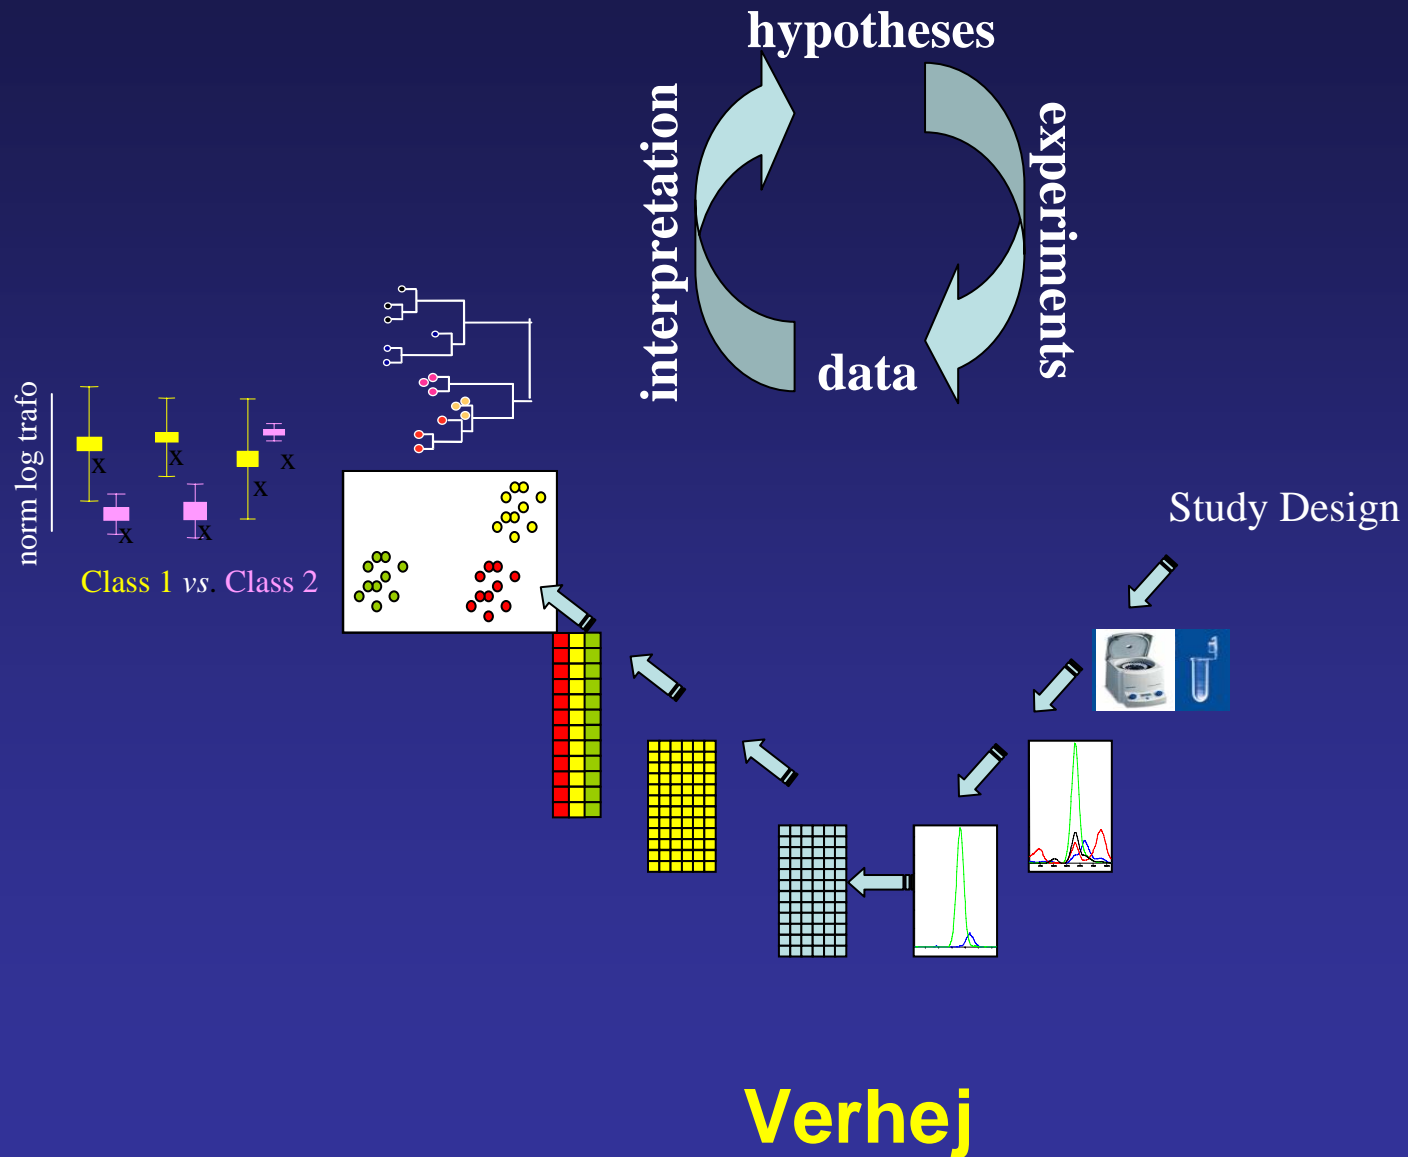 hypotheses
interpretation
experiments
data
norm log trafo
x
x
x
x
x
x
Class 1 vs. Class 2
Study Design
Verhej